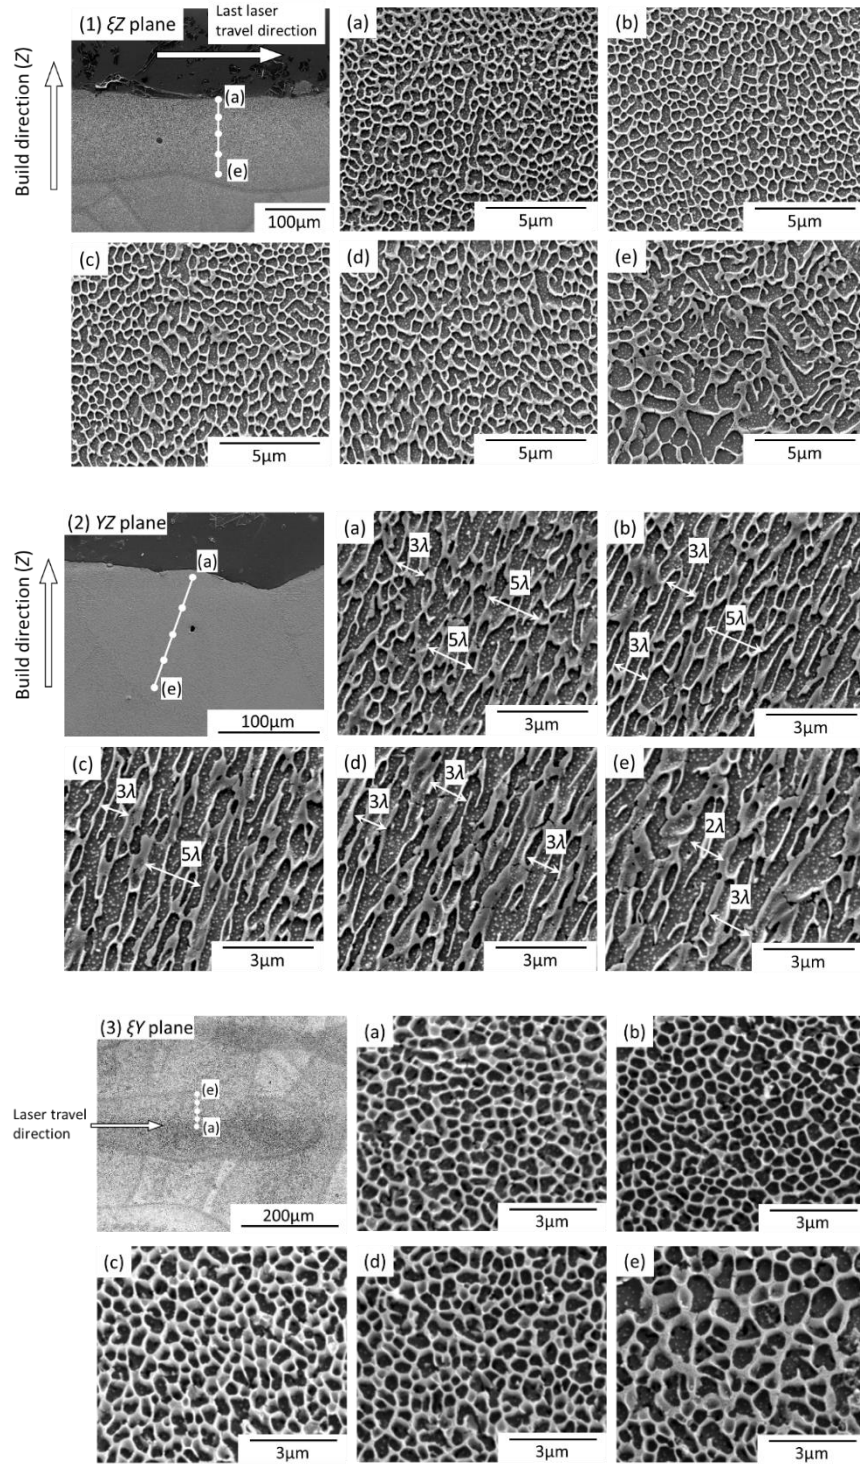 (1) ξZ plane
Last laser
travel direction
Build direction (Z)
(a)
(e)
100μm
(a)
5μm
(b)
5μm
(c)
5μm
(d)
5μm
(e)
5μm
(2) YZ plane
Build direction (Z)
(a)
(e)
100μm
(a)
3λ
5λ
5λ
3μm
(b)
3λ
5λ
3λ
3μm
(c)
3λ
5λ
3μm
(d)
3λ
3λ
3λ
3μm
(e)
2λ
3λ
3μm
(3) ξY plane
Laser travel
direction
(e)
(a)
200μm
(a)
3μm
(b)
3μm
(c)
3μm
(d)
3μm
(e)
3μm